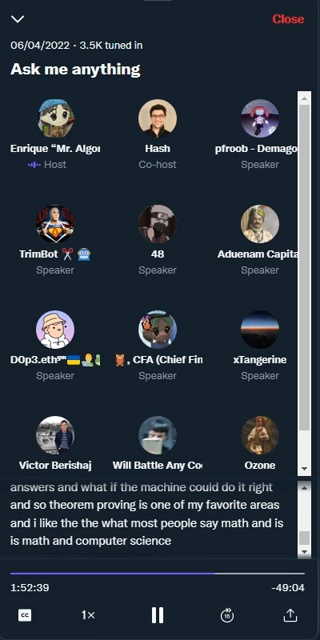 Close
06/04/2022 · 3.5K tuned in
Ask me anything
Enrique "Mr. Algor
Hash
pfroob - Demago
Host
Co-host
Speaker
TrimBot ✂️ 🤖
48
Aduenam Capita
Speaker
Speaker
Speaker
D0p3.eth
, CFA (Chief Fin
xTangerine
Speaker
Speaker
Speaker
Victor Berishaj
Will Battle Any Co
Ozone
answers and what if the machine could do it right
and so theorem proving is one of my favorite areas
and i like the the what most people say math and is
is math and computer science
1:52:39
-49:04
CC
1×
15